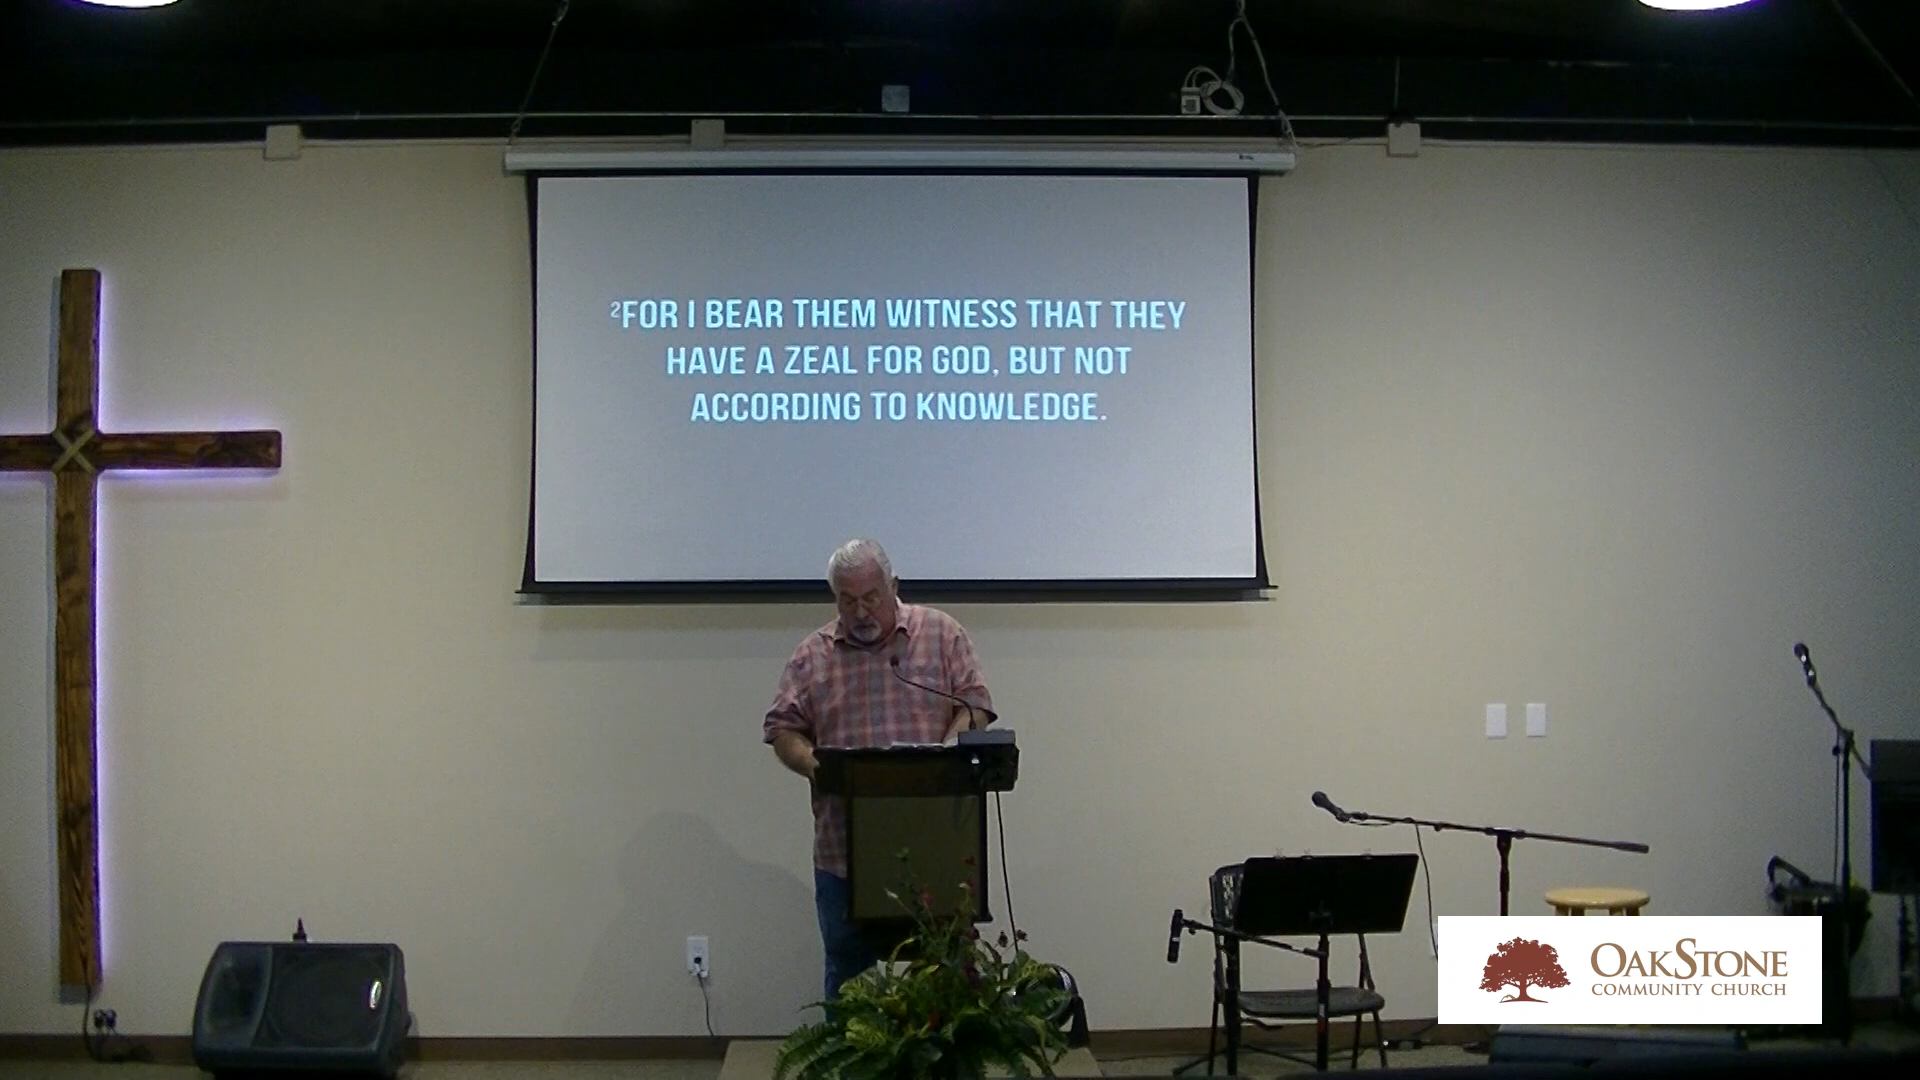 ²FOR I BEAR THEM WITNESS THAT THEY
HAVE A ZEAL FOR GOD, BUT NOT
ACCORDING TO KNOWLEDGE.
OAKSTONE
COMMUNITY CHURCH